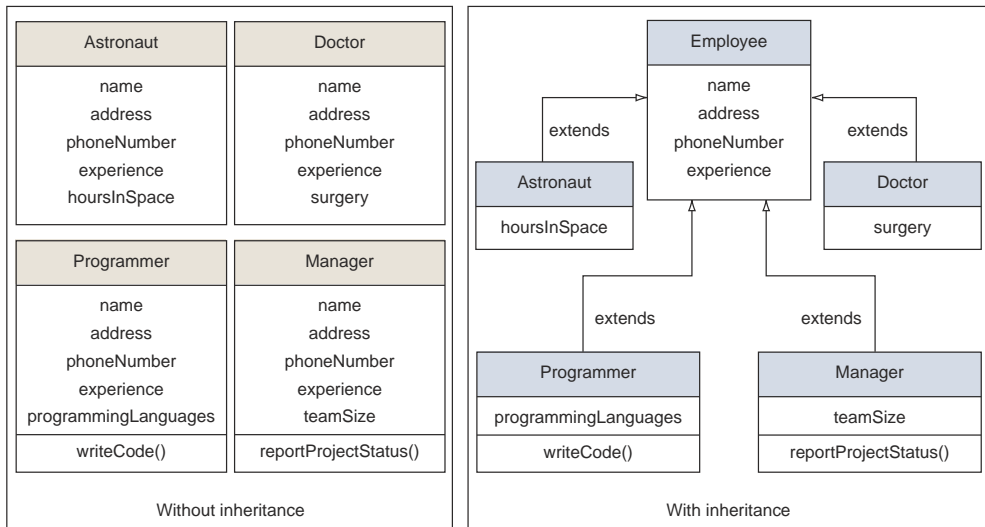 Astronaut
name
address
phoneNumber
experience
hoursInSpace
Doctor
name
address
phoneNumber
experience
surgery
Programmer
name
address
phoneNumber
experience
programmingLanguages
writeCode()
Manager
name
address
phoneNumber
experience
teamSize
reportProjectStatus()
Without inheritance
Employee
name
address
phoneNumber
experience
extends
extends
Astronaut
hoursInSpace
Doctor
surgery
extends
extends
Programmer
programmingLanguages
writeCode()
Manager
teamSize
reportProjectStatus()
With inheritance